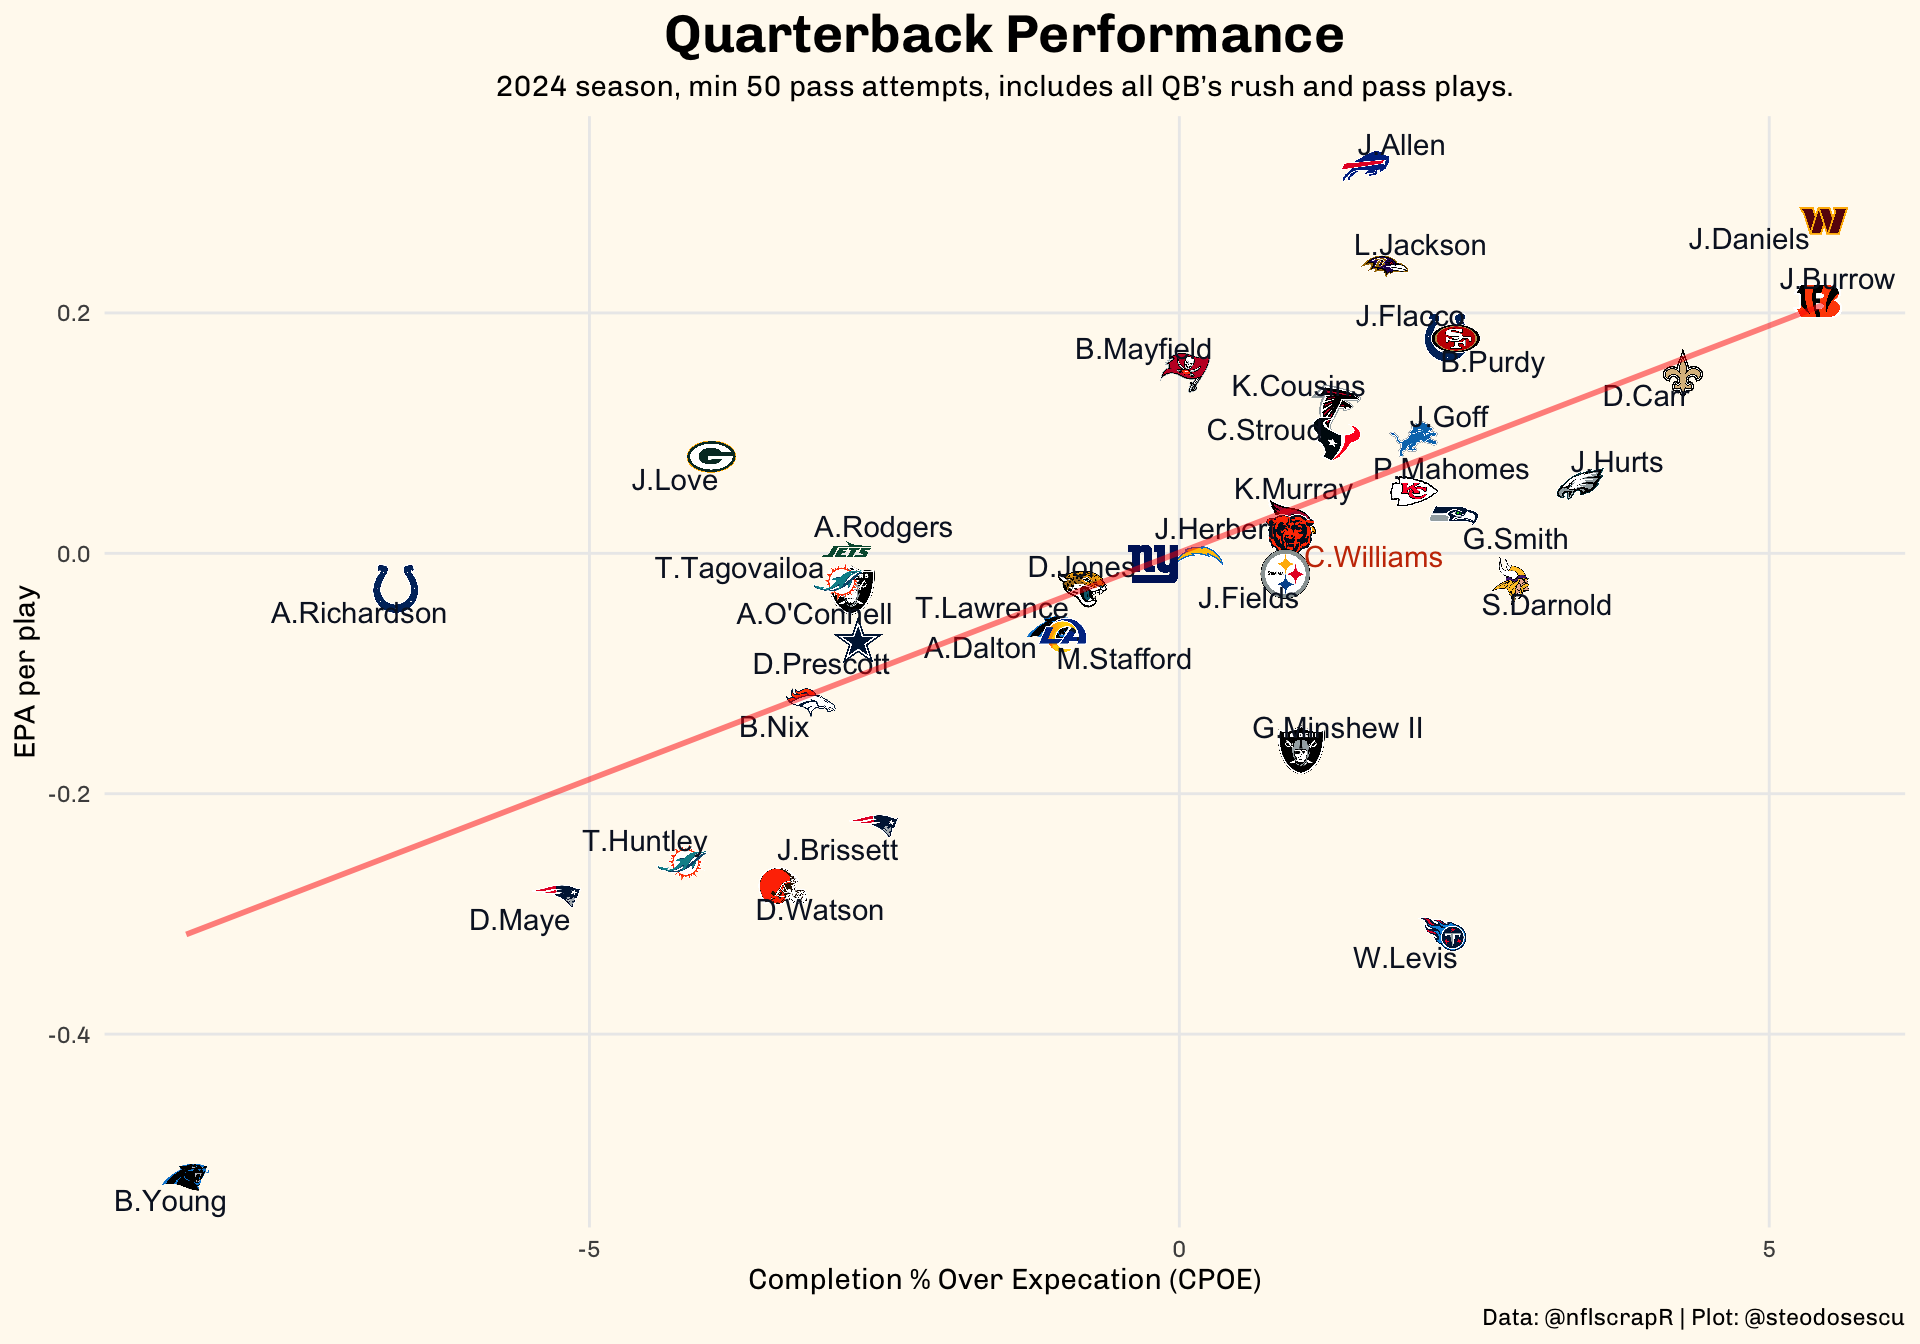 Quarterback Performance
2024 season, min 50 pass attempts, includes all QB's rush and pass plays.
J.Allen
W
J.Daniels
L.Jackson
J.Burrow
0.2
J.Flacco
B.Mayfield
B.Purdy
K.Cousins
D.Carr
J.Goff
C.Stroud
J.Hurts
P.Mahomes
J.Love
K.Murray
A.Rodgers
J.Herbert
G.Smith
0.0
JETS
ny
C.Williams
T.Tagovailoa
D.Jones
J.Fields
S.Darnold
A.Richardson
A.O'Connell
T.Lawrence
A.Dalton
M.Stafford
D.Prescott
B.Nix
G.Minshew II
-0.2
T.Huntley
J.Brissett
D.Maye
D.Watson
W.Levis
-0.4
B.Young
EPA per play
-5
0
5
Completion % Over Expecation (CPOE)
Data: @nflscrapR | Plot: @steodosescu